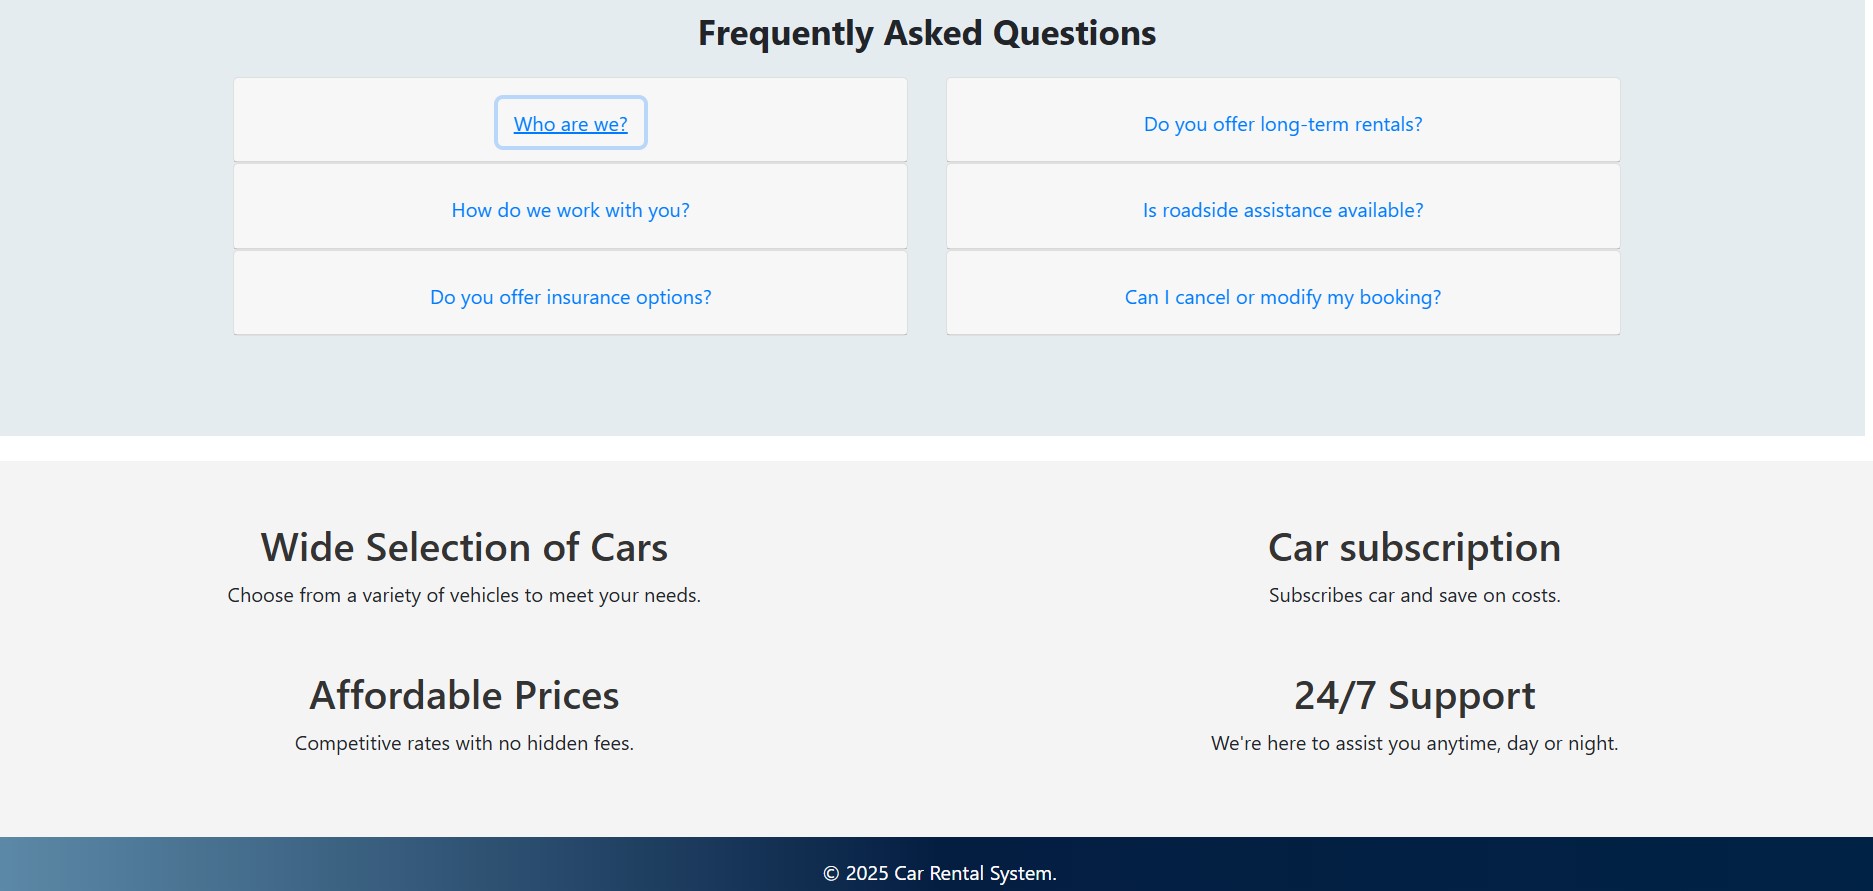 Frequently Asked Questions
Who are we?
Do you offer long-term rentals?
How do we work with you?
Is roadside assistance available?
Do you offer insurance options?
Can I cancel or modify my booking?
Wide Selection of Cars
Choose from a variety of vehicles to meet your needs.
Car subscription
Subscribes car and save on costs.
Affordable Prices
Competitive rates with no hidden fees.
24/7 Support
We're here to assist you anytime, day or night.
© 2025 Car Rental System.